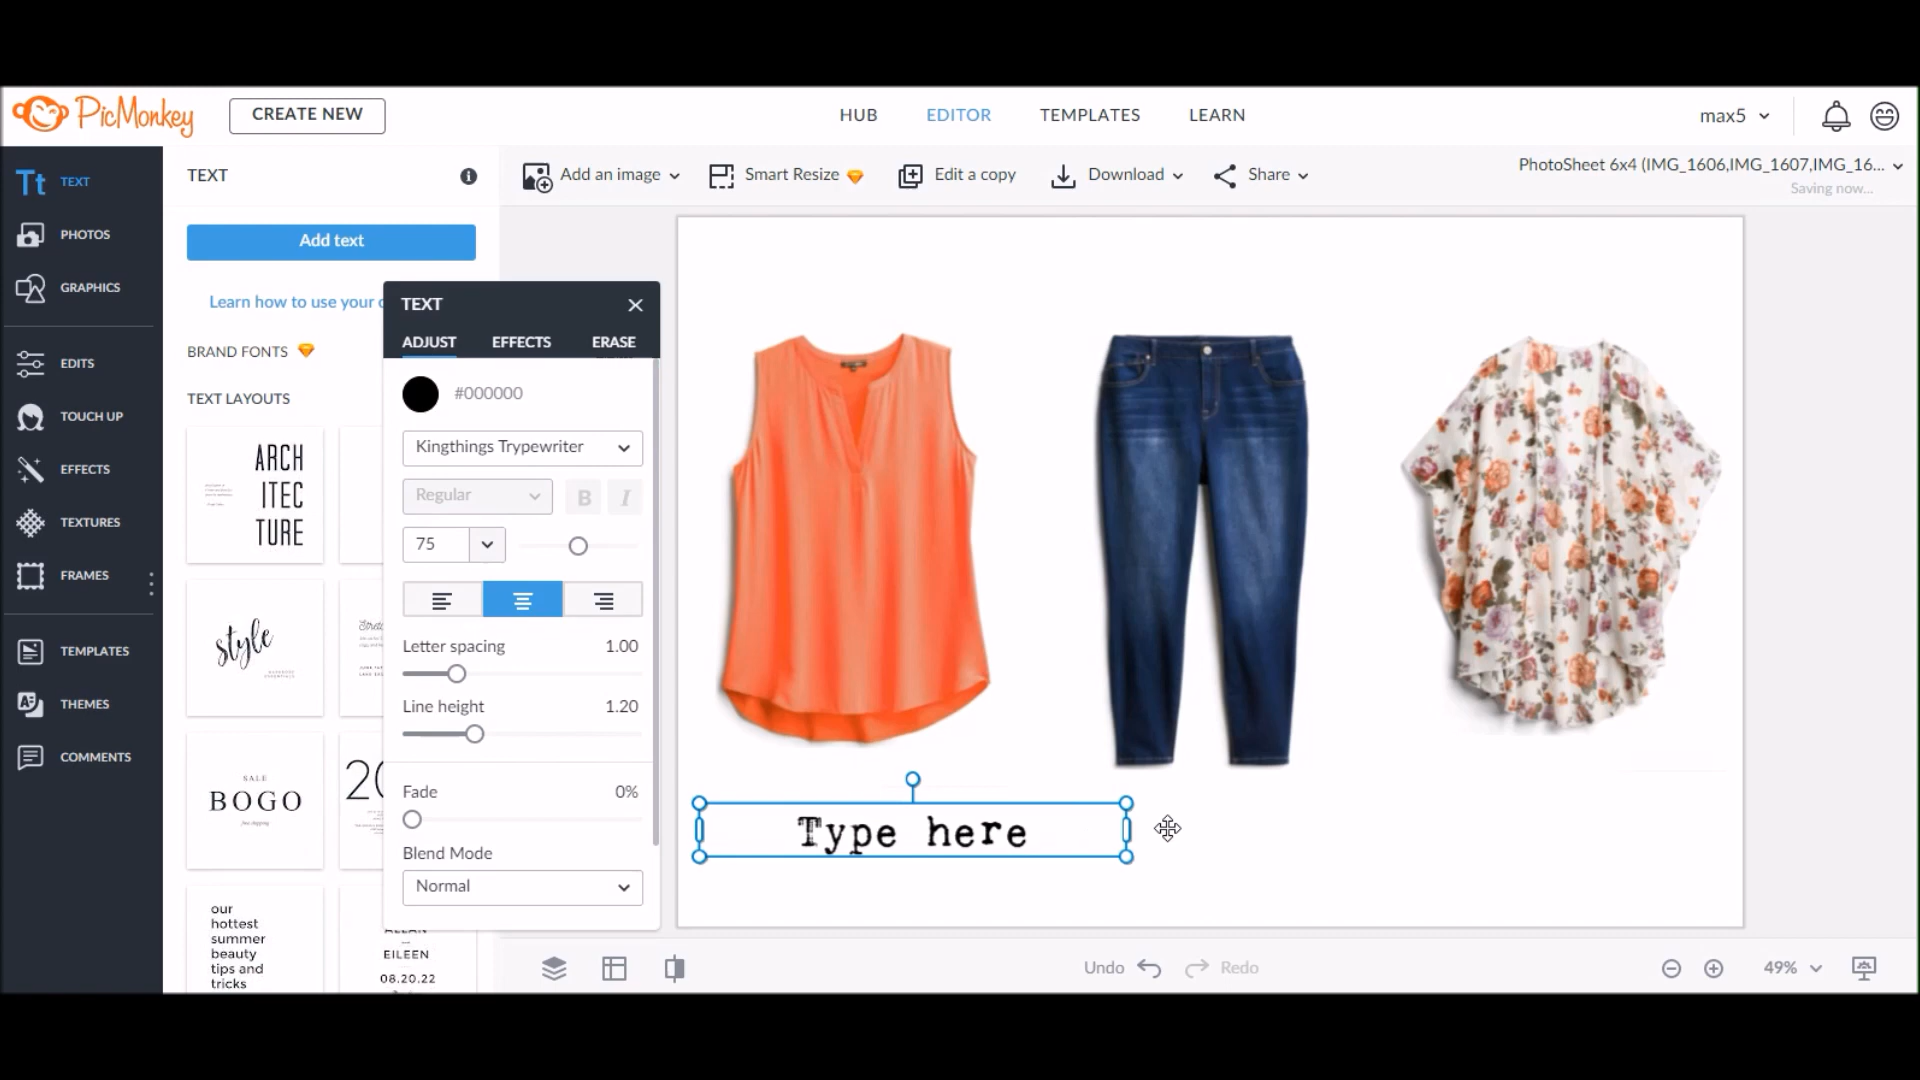 PicMonkey
CREATE NEW
HUB
EDITOR
TEMPLATES
LEARN
max5
TEXT
PHOTOS
GRAPHICS
EDITS
TOUCH UP
EFFECTS
TEXTURES
FRAMES
TEMPLATES
THEMES
COMMENTS
TEXT
Add text
Learn how to use your
BRAND FONTS
TEXT LAYOUTS
ARCH
ITEC
TURE
style
SALE
BOGO
our
hottest
summer
beauty
tips and
tricks
EILEEN
08.20.22
TEXT
ADJUST
EFFECTS
ERASE
#000000
Kingthings Trypewriter
Regular
B
I
75
Letter spacing
1.00
Line height
1.20
Fade
0%
Blend Mode
Normal
Add an image
Smart Resize
Edit a copy
Download
Share
PhotoSheet 6x4 (IMG_1606,IMG_1607,IMG_16...
Saving now...
Type here
Undo
Redo
49%